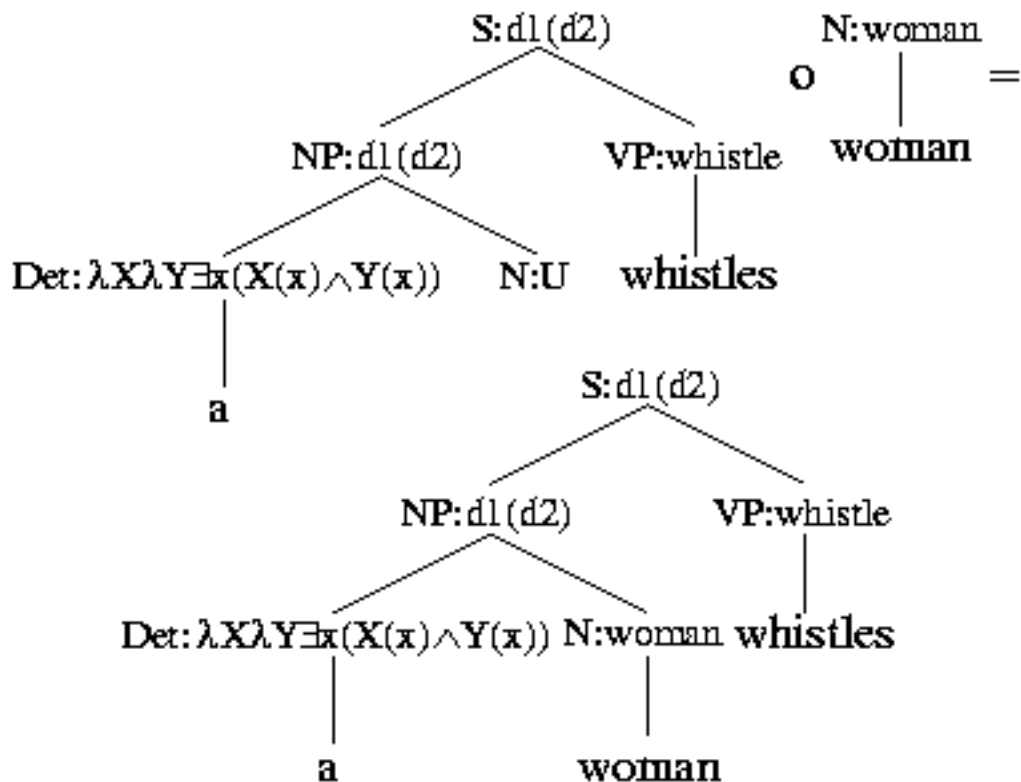 S:d1(d2) N:woman
o =
NP:d1(d2) VP:whistle woman
Det:λXλY∃x(X(x)∧Y(x)) N:U whistles
a
S:d1(d2)
NP:d1(d2) VP:whistle
Det:λXλY∃x(X(x)∧Y(x)) N:woman whistles
a woman